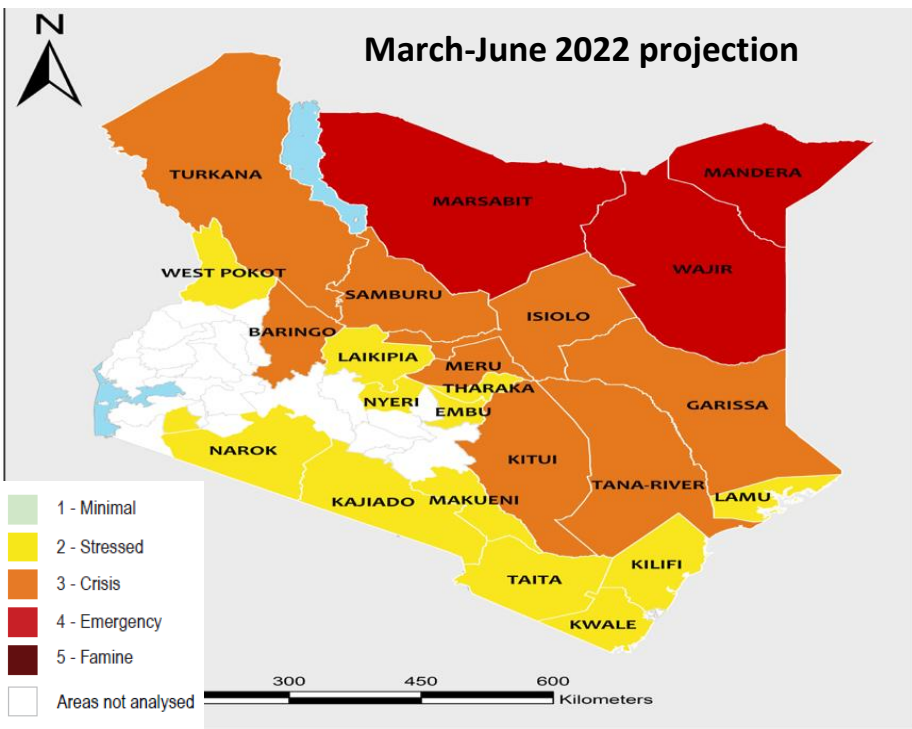 N
March-June 2022 projection
TURKANA
MANDERA
MARSABIT
WEST POKOT
WAJIR
SAMBURU
ISIOLO
BARINGO
LAIKIPIA
MERU
THARAKA
NYERI
EMBU
GARISSA
NAROK
KITUI
TANA-RIVER
KAJIADO
MAKUENI
LAMU
KILIFI
TAITA
KWALE
1 - Minimal
2 - Stressed
3 - Crisis
4 - Emergency
5 - Famine
Areas not analysed
300 450 600
Kilometers